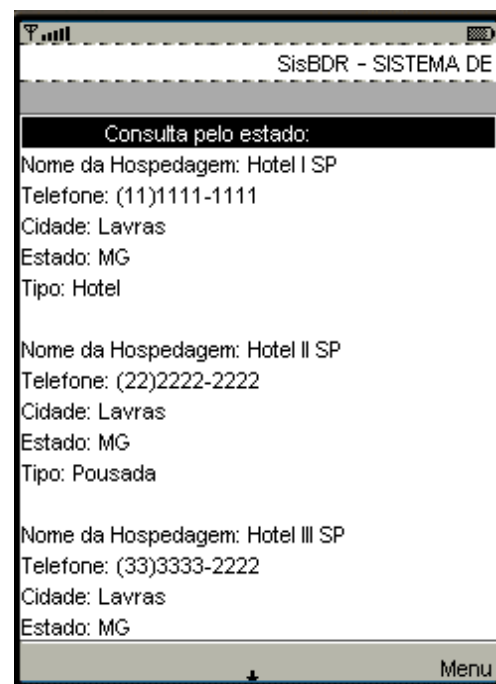 SisBDR - SISTEMA DE
Consulta pelo estado:
Nome da Hospedagem: Hotel I SP
Telefone: (11)1111-1111
Cidade: Lavras
Estado: MG
Tipo: Hotel
Nome da Hospedagem: Hotel II SP
Telefone: (22)2222-2222
Cidade: Lavras
Estado: MG
Tipo: Pousada
Nome da Hospedagem: Hotel III SP
Telefone: (33)3333-2222
Cidade: Lavras
Estado: MG
Menu